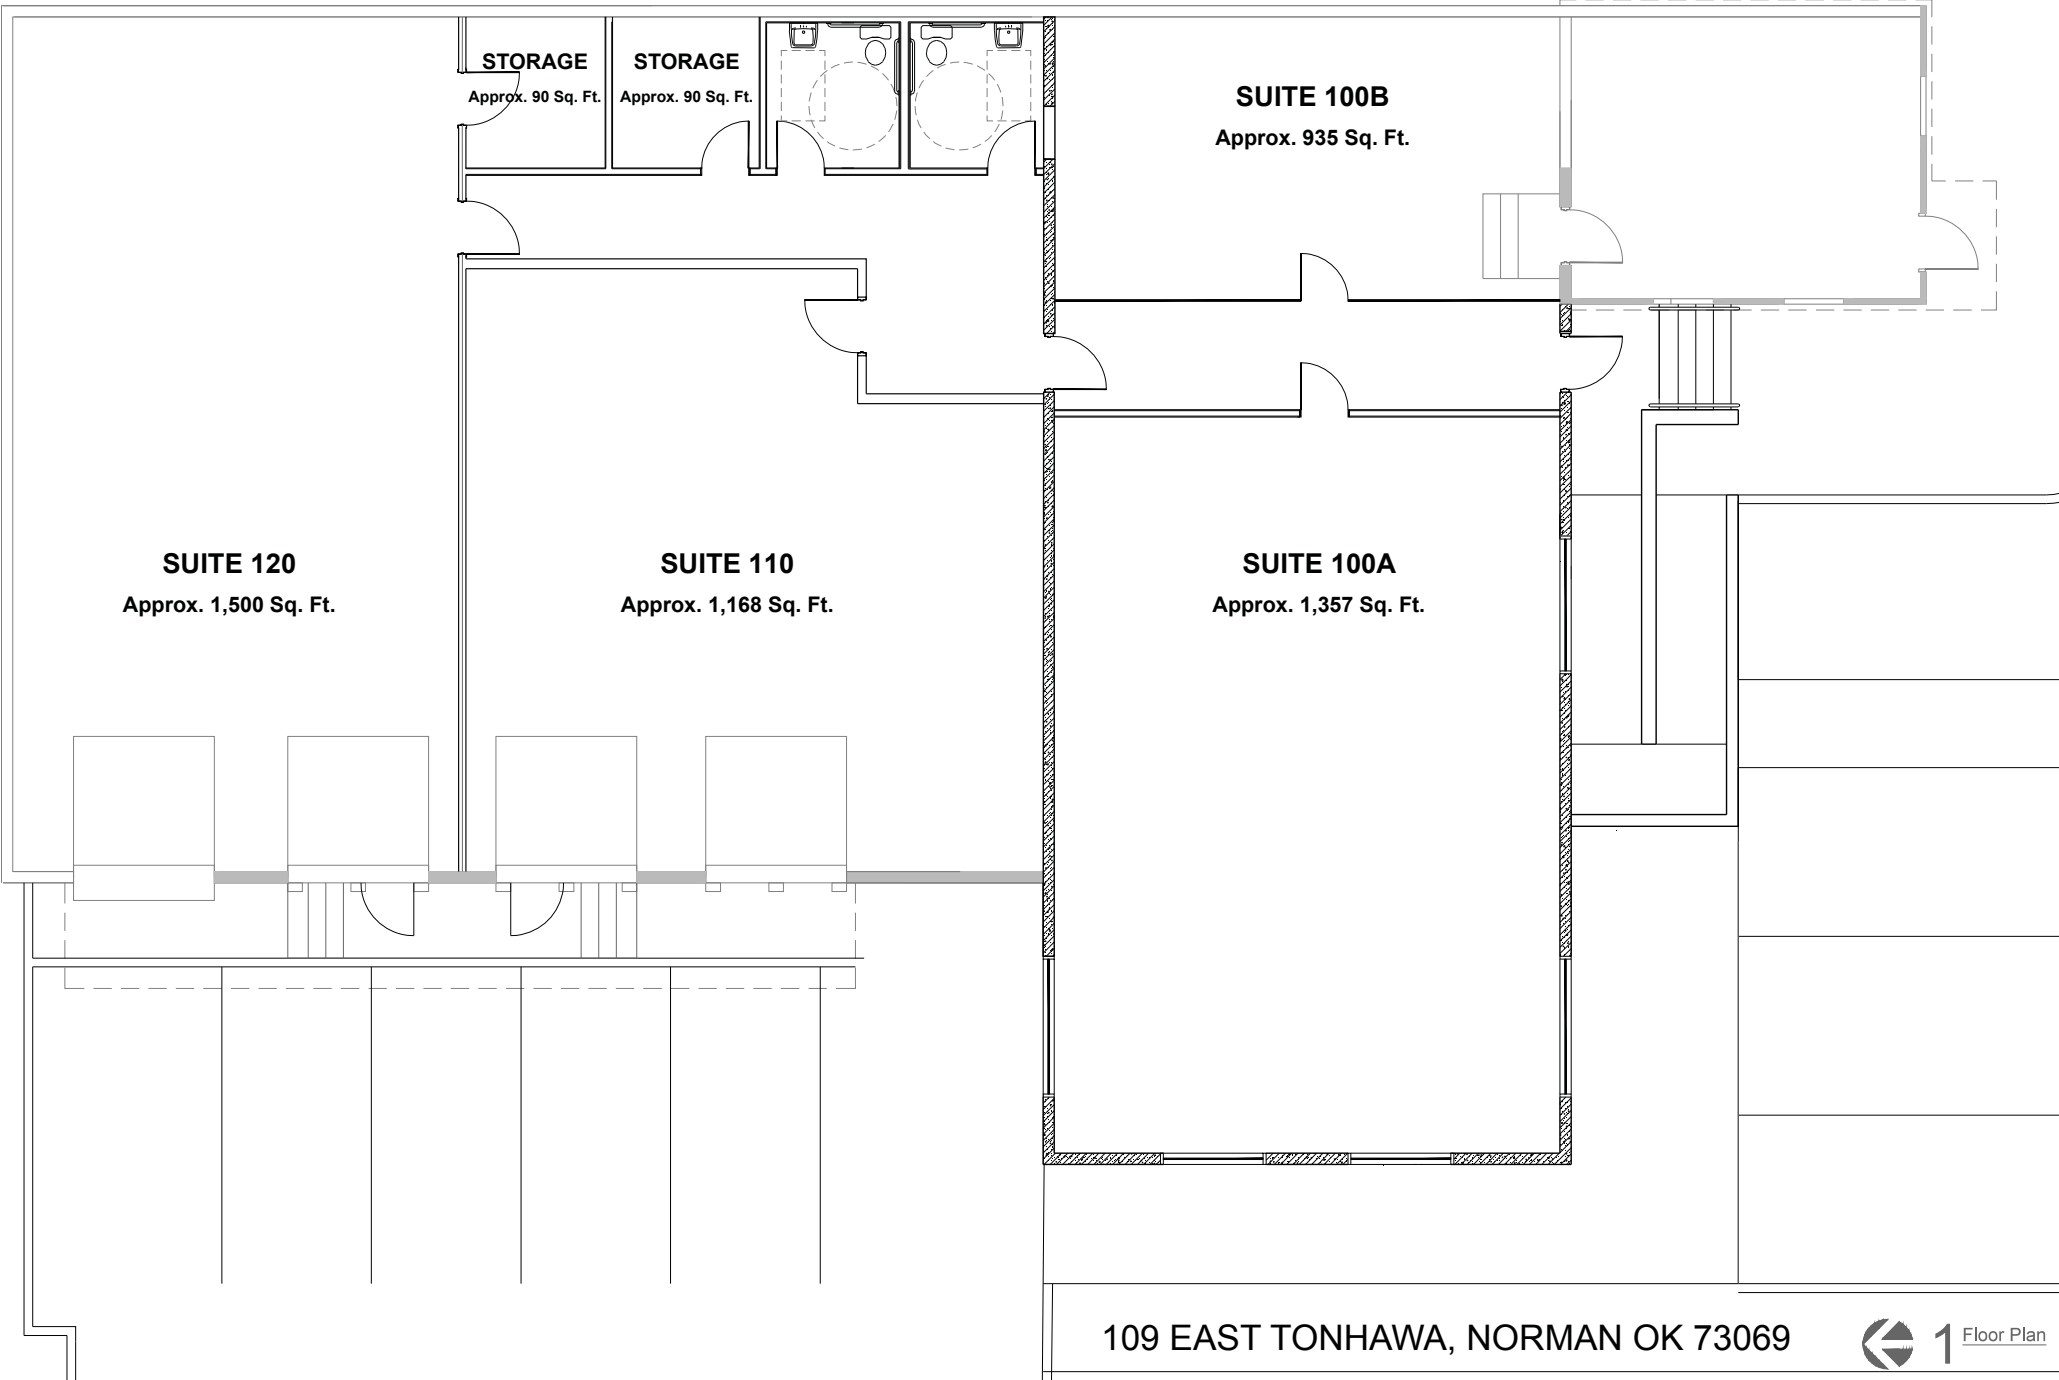 STORAGE
Approx. 90 Sq. Ft.
STORAGE
Approx. 90 Sq. Ft.
SUITE 100B
Approx. 935 Sq. Ft.
SUITE 120
Approx. 1,500 Sq. Ft.
SUITE 110
Approx. 1,168 Sq. Ft.
SUITE 100A
Approx. 1,357 Sq. Ft.
109 EAST TONHAWA, NORMAN OK 73069
1 Floor Plan